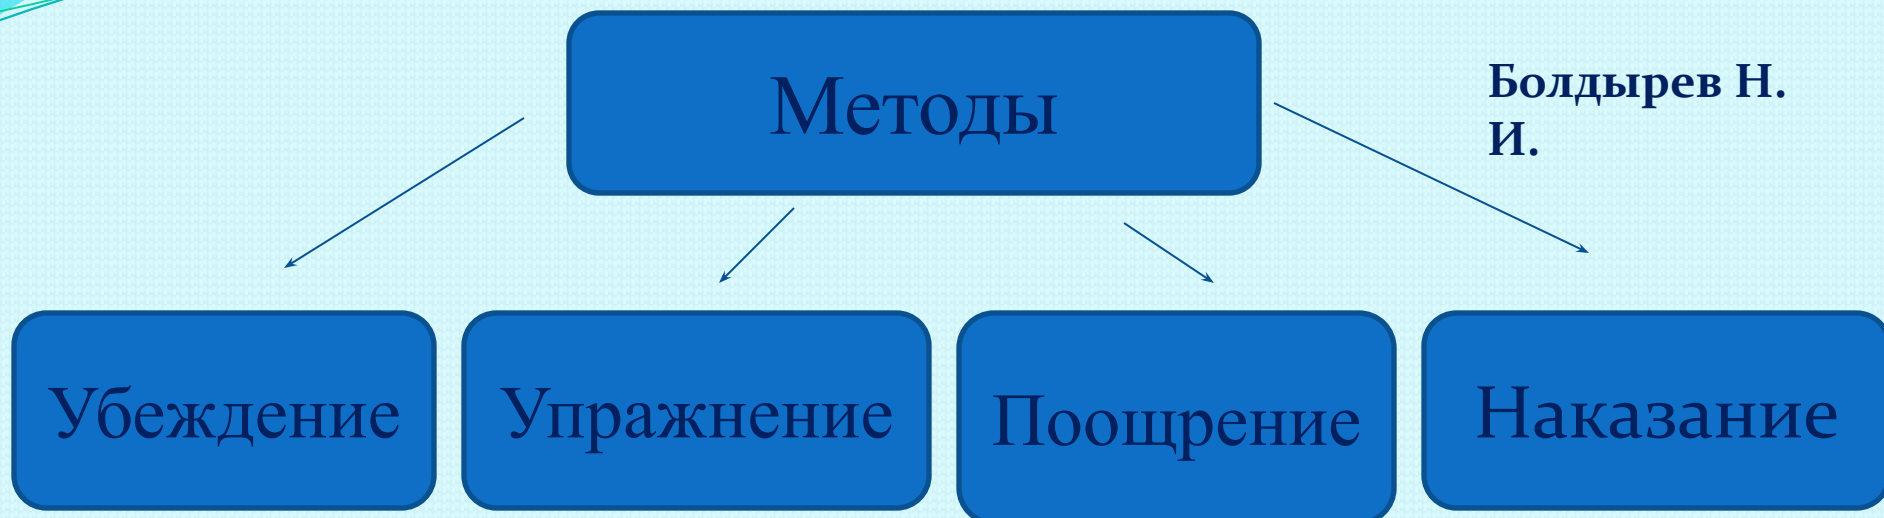 Методы
Болдырев Н.
И.
Убеждение
Упражнение
Поощрение
Наказание